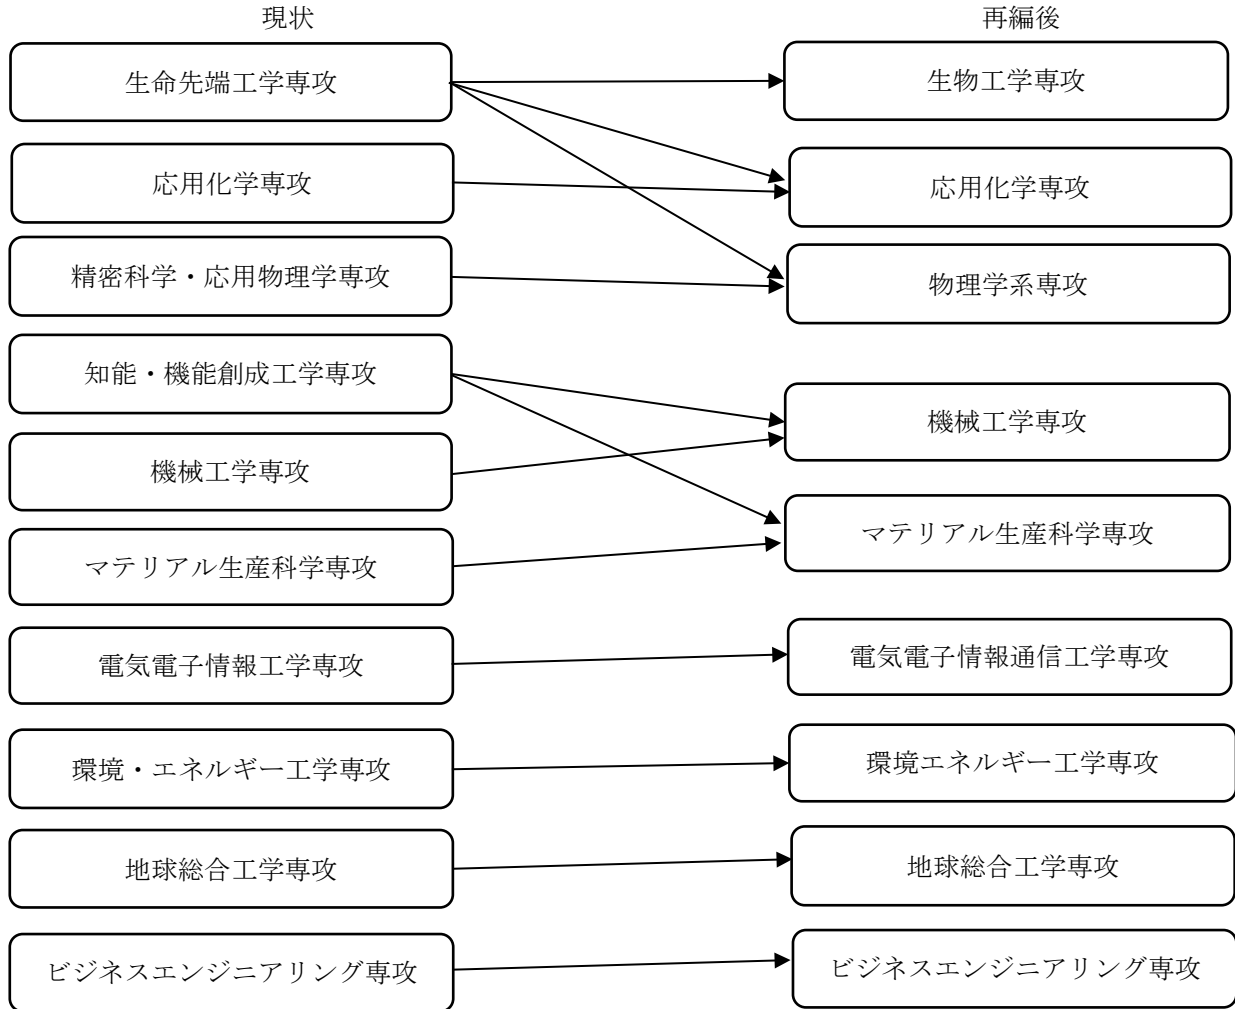 現状
再編後
生命先端工学専攻
生物工学専攻
応用化学専攻
応用化学専攻
精密科学・応用物理学専攻
物理学系専攻
知能・機能創成工学専攻
機械工学専攻
機械工学専攻
マテリアル生産科学専攻
マテリアル生産科学専攻
電気電子情報工学専攻
電気電子情報通信工学専攻
環境・エネルギー工学専攻
環境エネルギー工学専攻
地球総合工学専攻
地球総合工学専攻
ビジネスエンジニアリング専攻
ビジネスエンジニアリング専攻